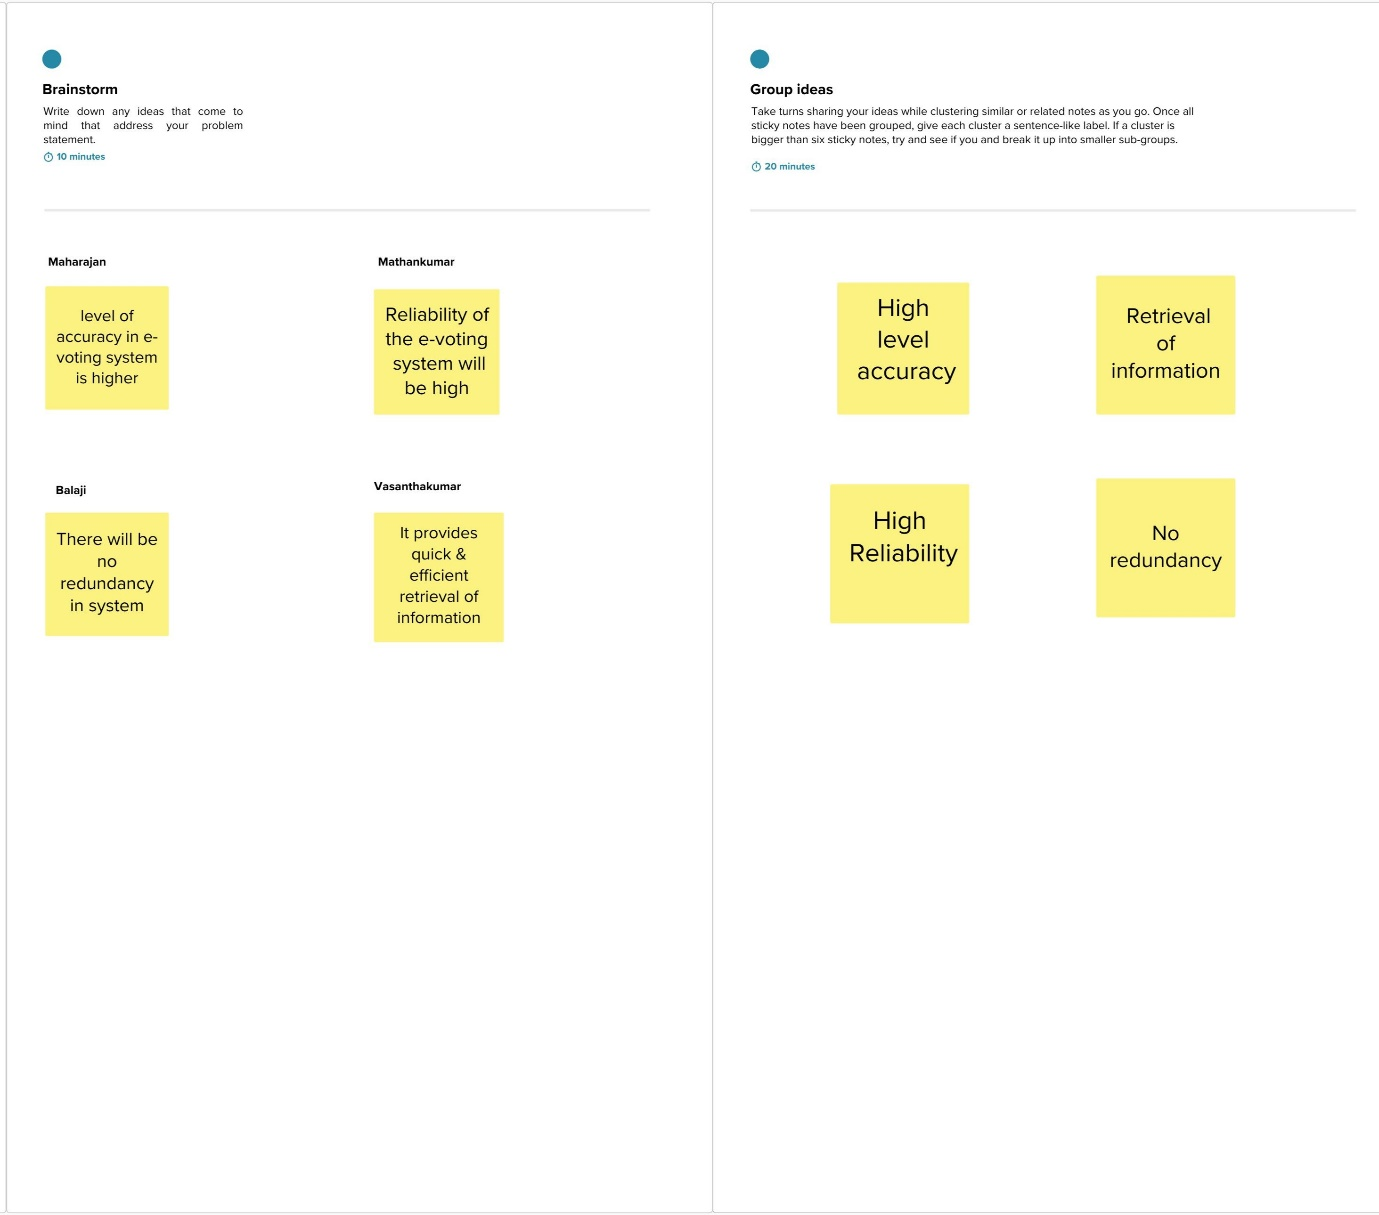 Brainstorm
Write down any ideas that come to
mind that address your problem
statement.
10 minutes
Maharajan
level of
accuracy in e-
voting system
is higher
Mathankumar
Reliability of
the e-voting
system will
be high
Balaji
There will be
no
redundancy
in system
Vasanthakumar
It provides
quick &
efficient
retrieval of
information
Group ideas
Take turns sharing your ideas while clustering similar or related notes as you go. Once all
sticky notes have been grouped, give each cluster a sentence-like label. If a cluster is
bigger than six sticky notes, try and see if you and break it up into smaller sub-groups.
20 minutes
High
level
accuracy
Retrieval
of
information
High
Reliability
No
redundancy